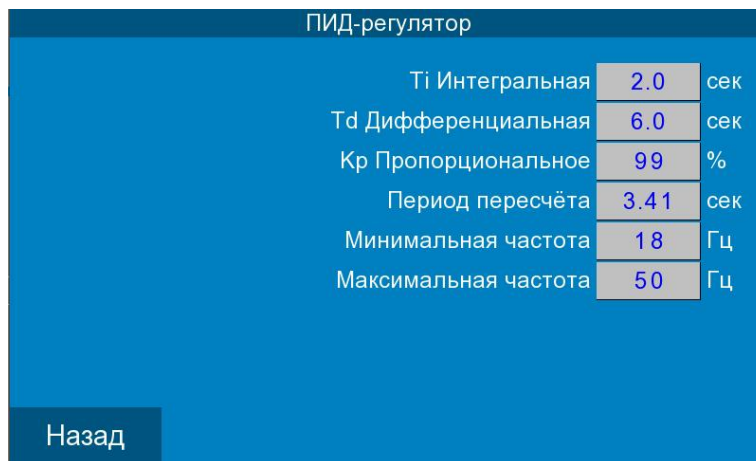 ПИД-регулятор
Ti Интегральная 2.0 сек
Td Дифференциальная 6.0 сек
Kp Пропорциональное 99 %
Период пересчёта 3.41 сек
Минимальная частота 18 Гц
Максимальная частота 50 Гц
Назад